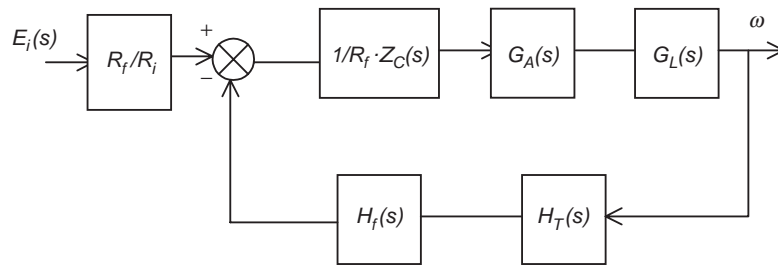 ω
E_i(s)
+
R_f/R_i
−
1/R_f·Z_C(s)
G_A(s)
G_L(s)
H_f(s)
H_T(s)